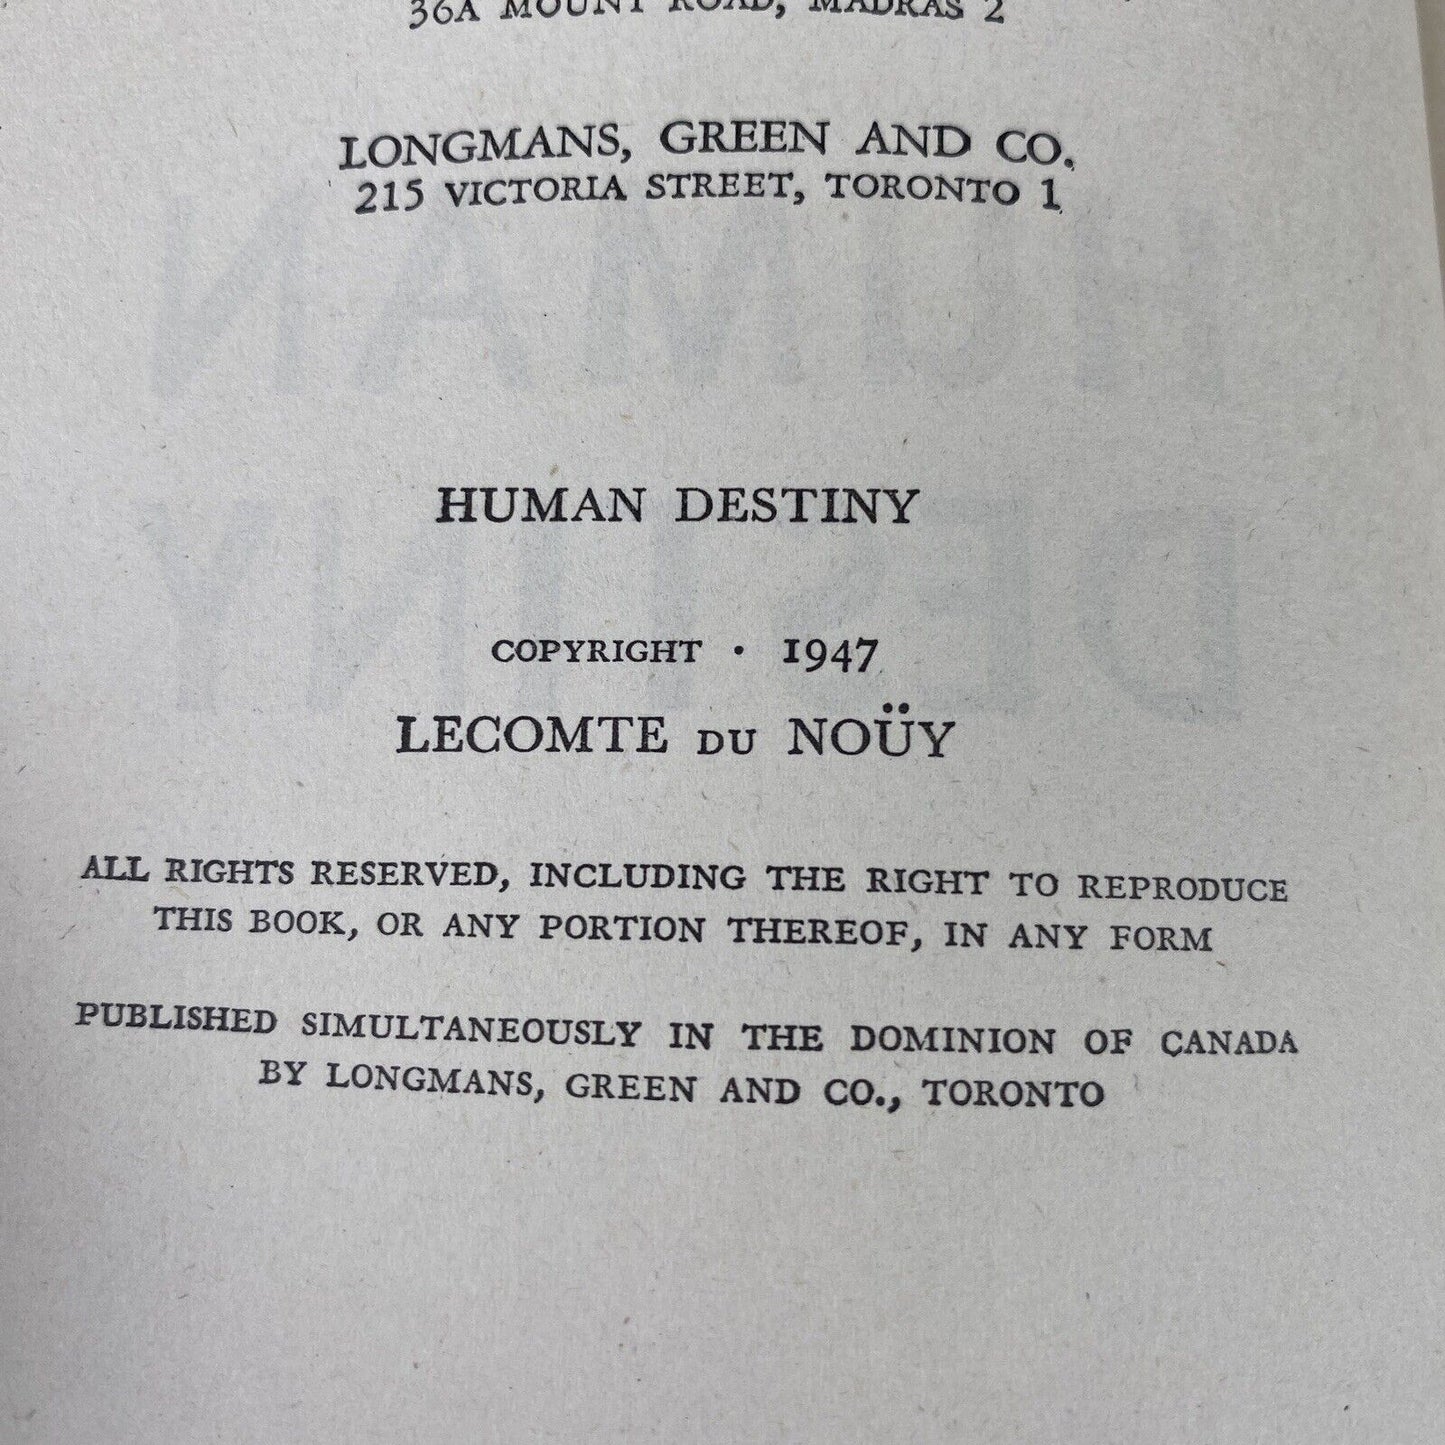 36A MOUNT ROAD, MADRAS 2
LONGMANS, GREEN AND CO.
215 VICTORIA STREET, TORONTO 1
HUMAN DESTINY
COPYRIGHT · 1947
LECOMTE DU NOÜY
ALL RIGHTS RESERVED, INCLUDING THE RIGHT TO REPRODUCE
THIS BOOK, OR ANY PORTION THEREOF, IN ANY FORM
PUBLISHED SIMULTANEOUSLY IN THE DOMINION OF CANADA
BY LONGMANS, GREEN AND CO., TORONTO